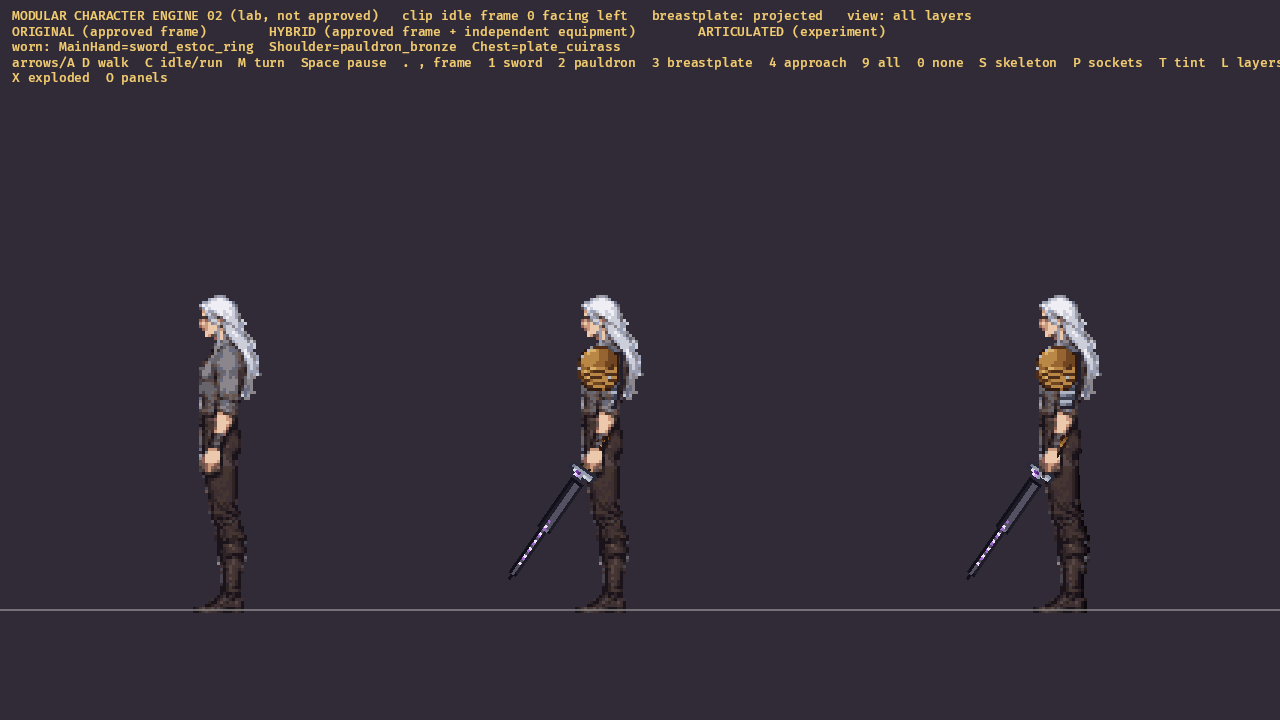 MODULAR CHARACTER ENGINE 02 (lab, not approved)   clip idle frame 0 facing left   breastplate: projected   view: all layers
ORIGINAL (approved frame)        HYBRID (approved frame + independent equipment)        ARTICULATED (experiment)
worn: MainHand=sword_estoc_ring  Shoulder=pauldron_bronze  Chest=plate_cuirass
arrows/A D walk  C idle/run  M turn  Space pause  . , frame  1 sword  2 pauldron  3 breastplate  4 approach  9 all  0 none  S skeleton  P sockets  T tint  L layers
X exploded  O panels